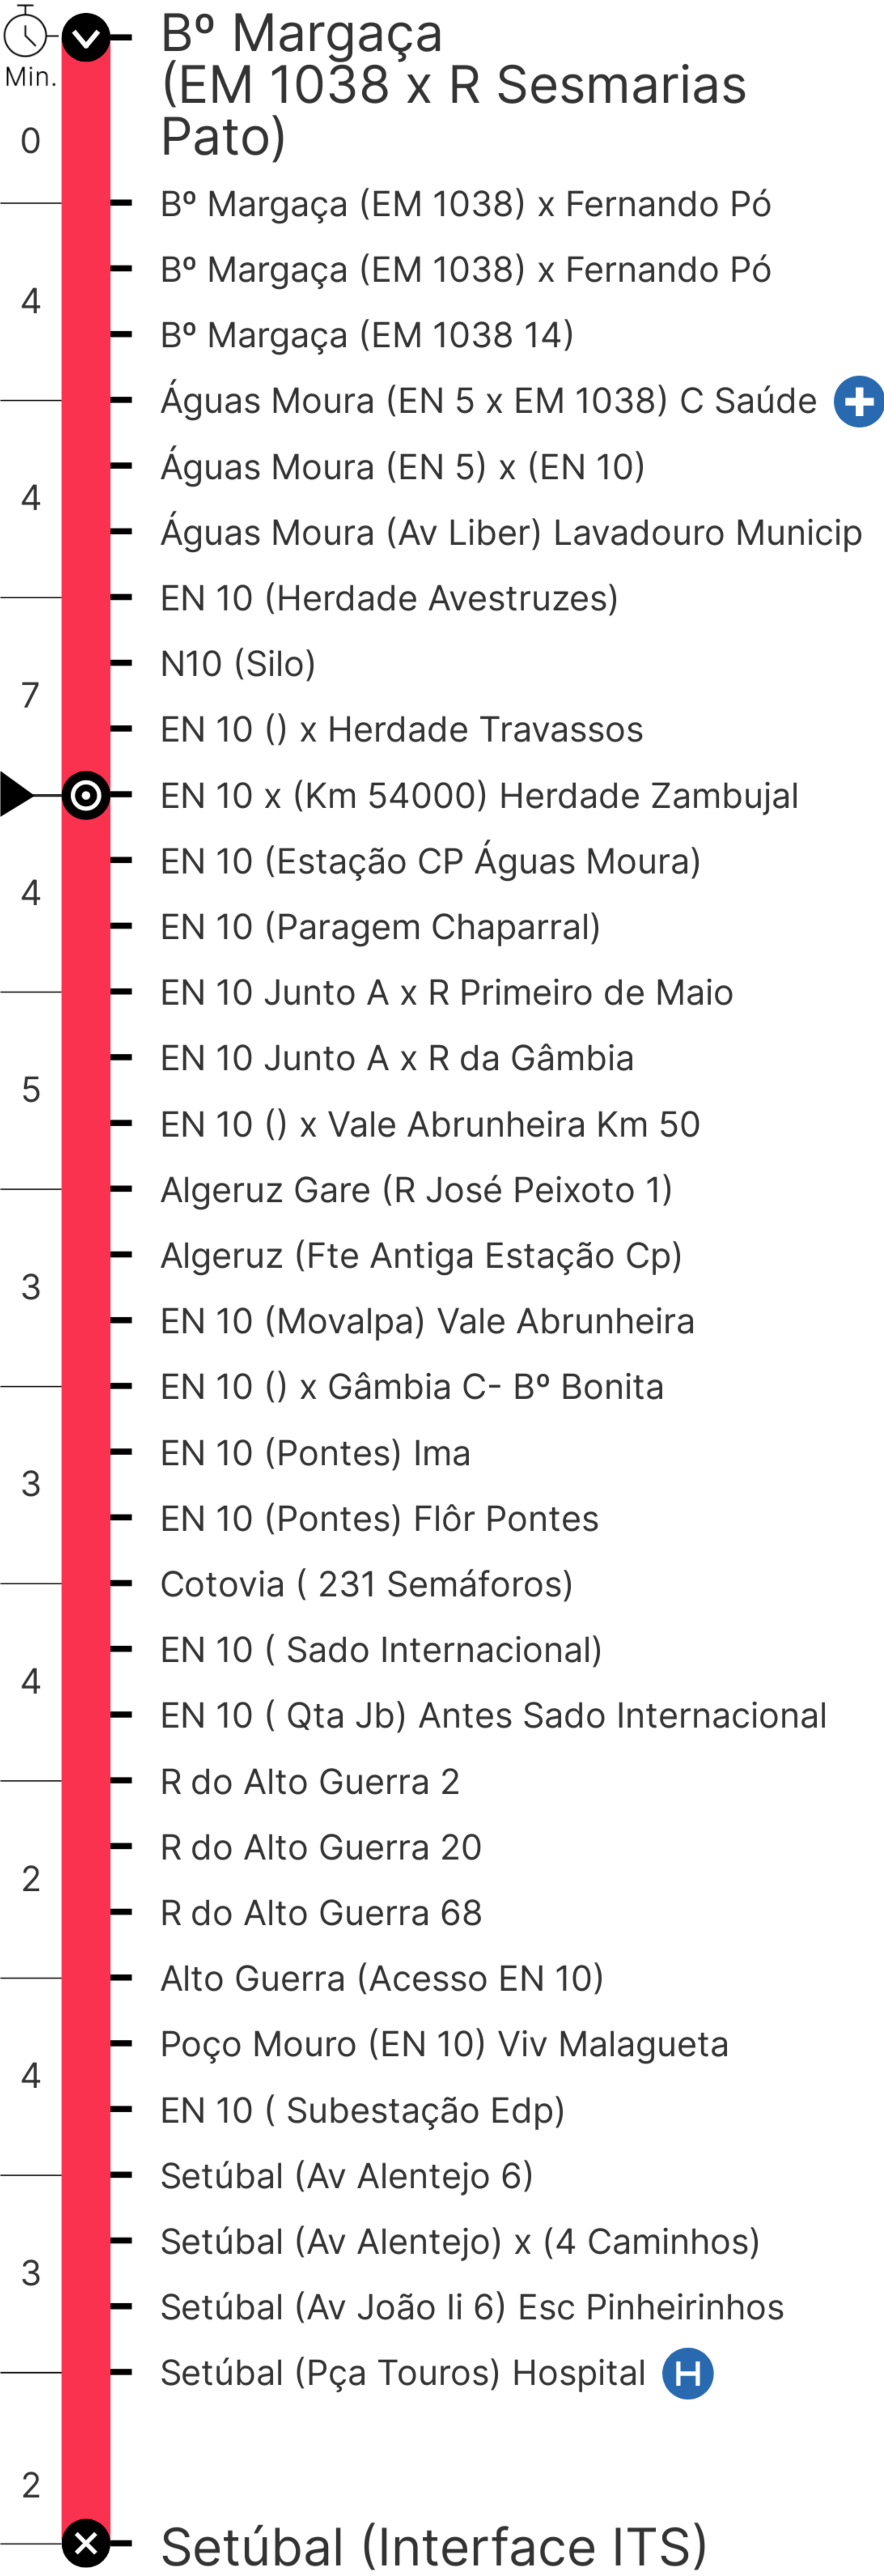 Bº Margaça
(EM 1038 x R Sesmarias
Pato)
Min.
0
Bº Margaça (EM 1038) x Fernando Pó
Bº Margaça (EM 1038) x Fernando Pó
4
Bº Margaça (EM 1038 14)
Águas Moura (EN 5 x EM 1038) C Saúde
Águas Moura (EN 5) x (EN 10)
4
Águas Moura (Av Liber) Lavadouro Municip
EN 10 (Herdade Avestruzes)
N10 (Silo)
7
EN 10 () x Herdade Travassos
EN 10 x (Km 54000) Herdade Zambujal
EN 10 (Estação CP Águas Moura)
4
EN 10 (Paragem Chaparral)
EN 10 Junto A x R Primeiro de Maio
EN 10 Junto A x R da Gâmbia
5
EN 10 () x Vale Abrunheira Km 50
Algeruz Gare (R José Peixoto 1)
Algeruz (Fte Antiga Estação Cp)
3
EN 10 (Movalpa) Vale Abrunheira
EN 10 () x Gâmbia C- Bº Bonita
EN 10 (Pontes) Ima
3
EN 10 (Pontes) Flôr Pontes
Cotovia ( 231 Semáforos)
EN 10 ( Sado Internacional)
4
EN 10 ( Qta Jb) Antes Sado Internacional
R do Alto Guerra 2
R do Alto Guerra 20
2
R do Alto Guerra 68
Alto Guerra (Acesso EN 10)
Poço Mouro (EN 10) Viv Malagueta
4
EN 10 ( Subestação Edp)
Setúbal (Av Alentejo 6)
Setúbal (Av Alentejo) x (4 Caminhos)
3
Setúbal (Av João Ii 6) Esc Pinheirinhos
Setúbal (Pça Touros) Hospital H
2
Setúbal (Interface ITS)